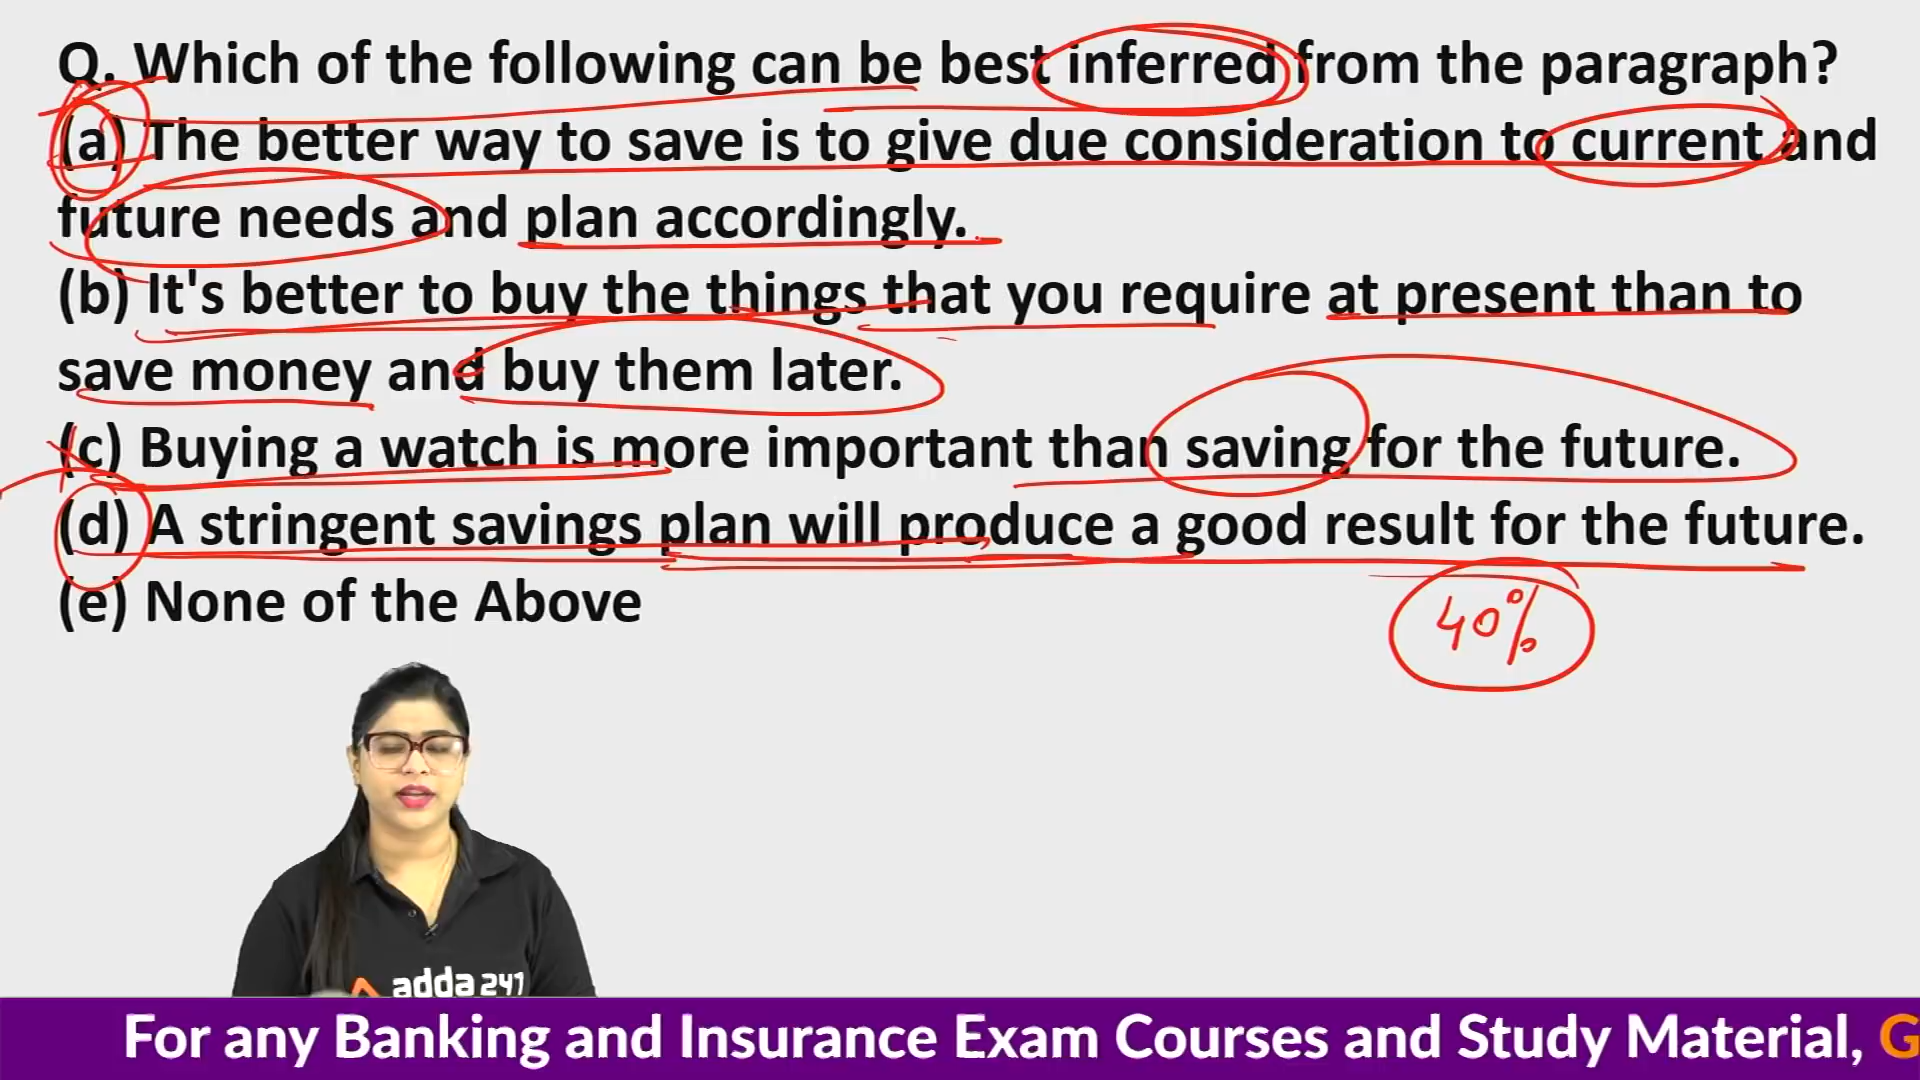 Q. Which of the following can be best inferred from the paragraph?
(a) The better way to save is to give due consideration to current and
future needs and plan accordingly.
(b) It's better to buy the things that you require at present than to
save money and buy them later.
(c) Buying a watch is more important than saving for the future.
(d) A stringent savings plan will produce a good result for the future.
(e) None of the Above
40%
adda247
For any Banking and Insurance Exam Courses and Study Material, G